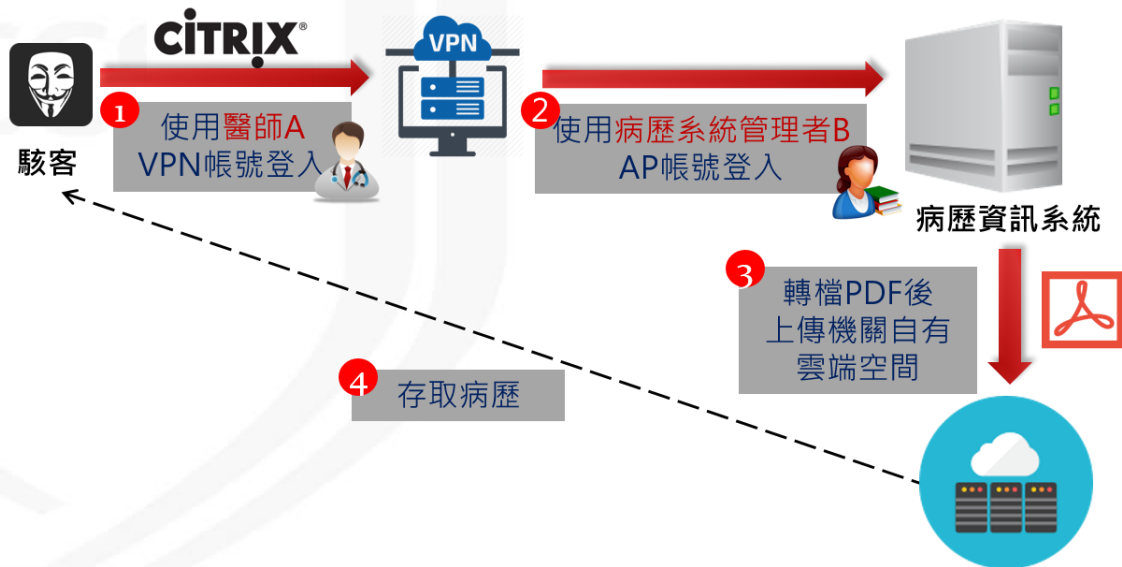 CİTRIX®
VPN
1
使用醫師A
VPN帳號登入
駭客
2
使用病歷系統管理者B
AP帳號登入
病歷資訊系統
3
轉檔PDF後
上傳機關自有
雲端空間
4
存取病歷